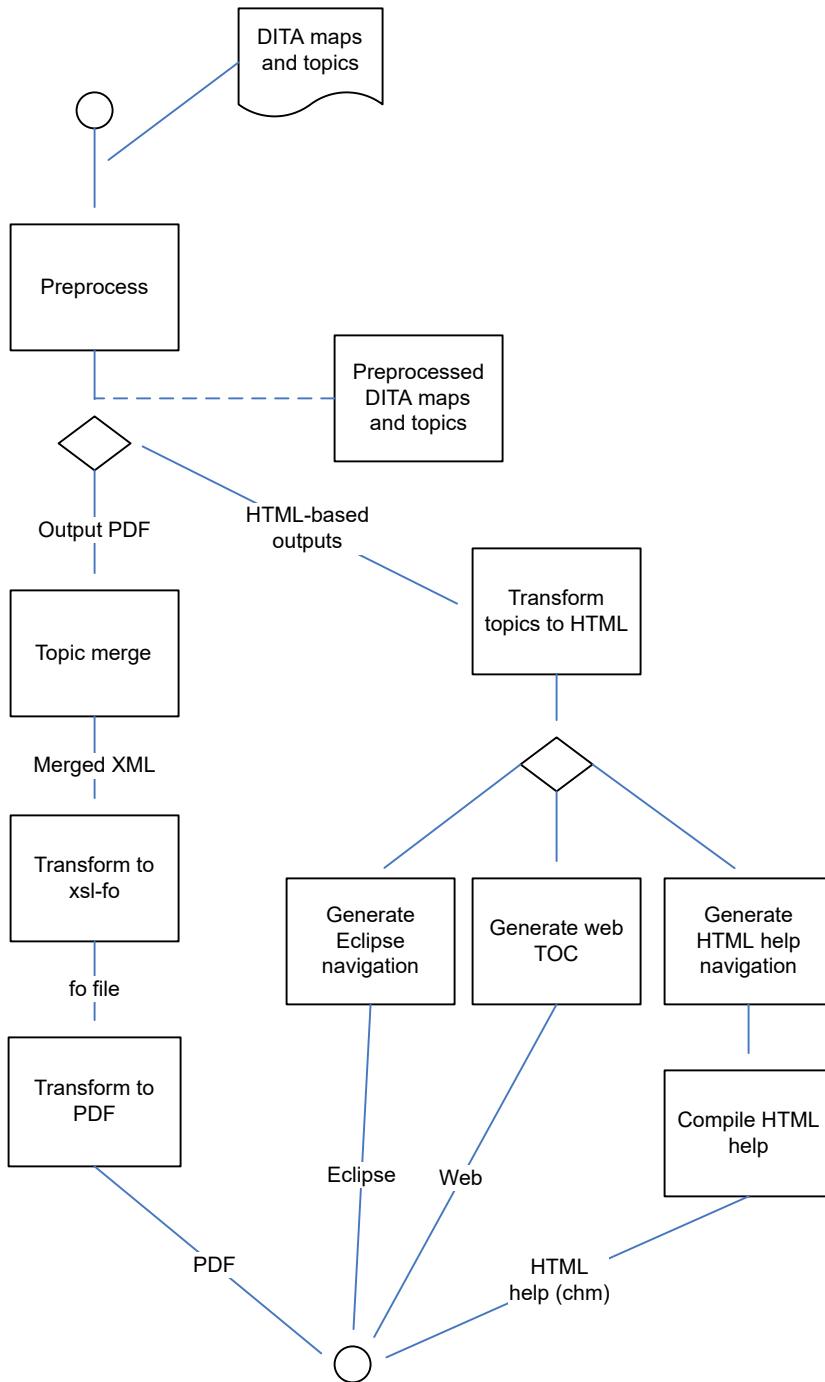 DITA maps
and topics
Preprocess
Preprocessed
DITA maps
and topics
Output PDF
HTML-based
outputs
Transform
topics to HTML
Topic merge
Merged XML
Transform to
xsl-fo
Generate
Eclipse
navigation
Generate web
TOC
Generate
HTML help
navigation
fo file
Transform to
PDF
Compile HTML
help
Eclipse
Web
PDF
HTML
help (chm)